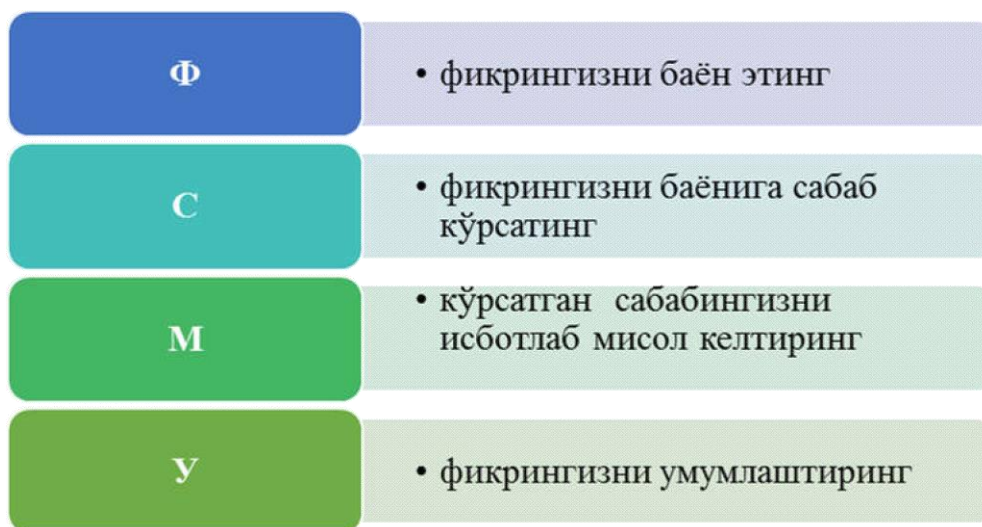 Ф
• фикрингизни баён этинг
С
• фикрингизни баёнига сабаб
кўрсатинг
М
• кўрсатган сабабингизни
исботлаб мисол келтиринг
У
• фикрингизни умумлаштиринг